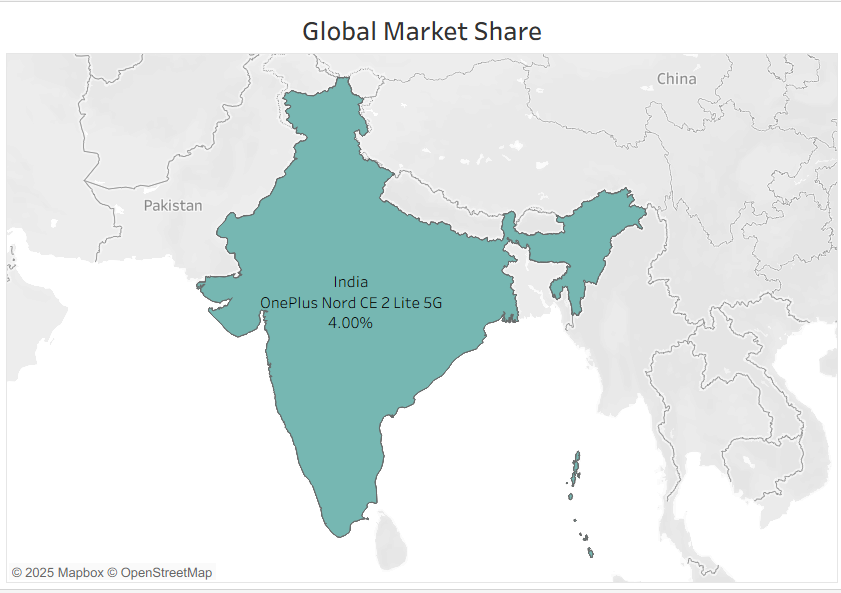 Global Market Share
China
Pakistan
India
OnePlus Nord CE 2 Lite 5G
4.00%
© 2025 Mapbox © OpenStreetMap